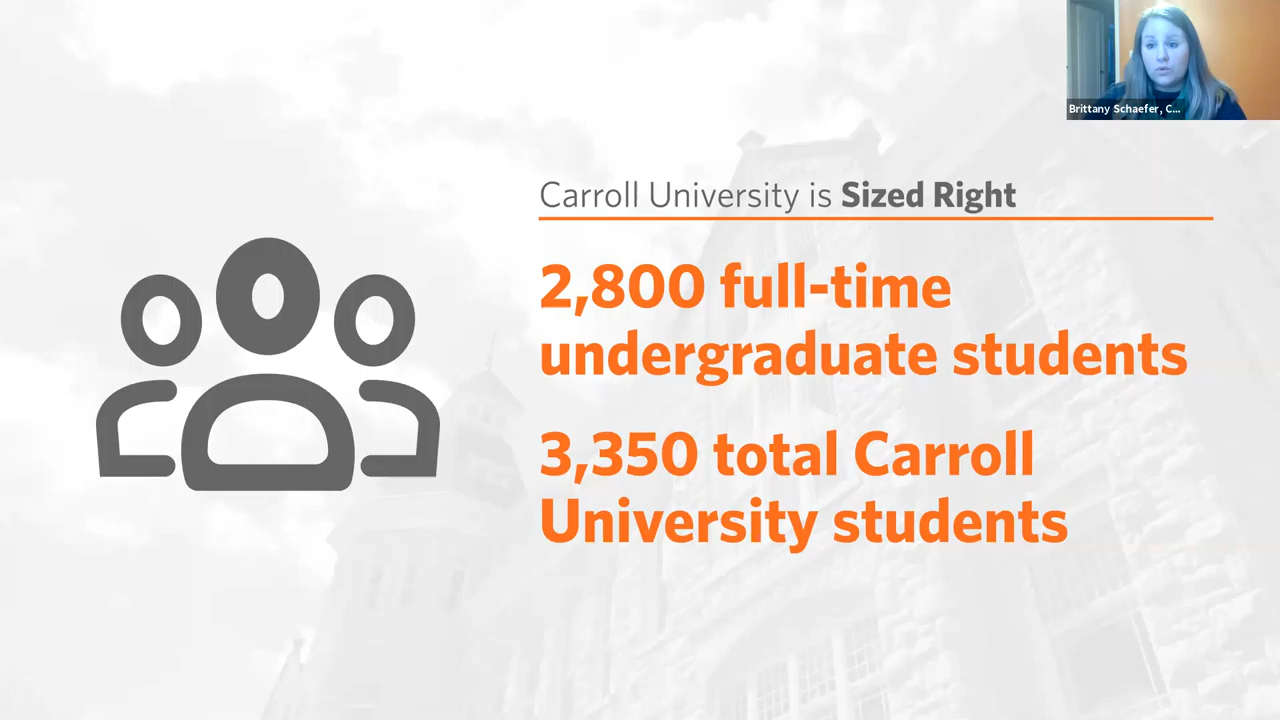 Brittany Schaefer, C...
Carroll University is Sized Right
2,800 full-time
undergraduate students
3,350 total Carroll
University students